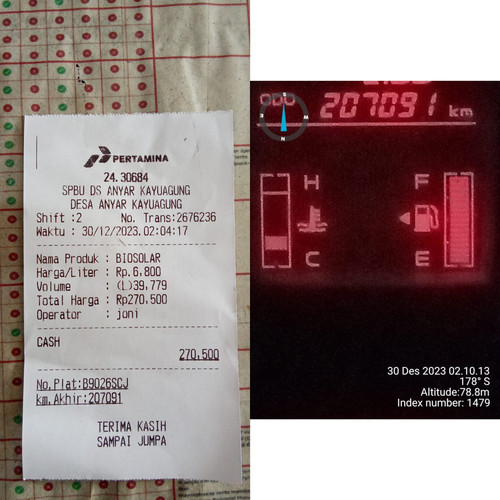 PERTAMINA
24.30684
SPBU DS ANYAR KAYUAGUNG
DESA ANYAR KAYUAGUNG
Shift :2 No. Trans:2676236
Waktu : 30/12/2023.02:04:17
Nama Produk : BIOSOLAR
Harga/Liter : Rp.6.800
Volume : (L)39,779
Total Harga : Rp270.500
Operator : joni
CASH
270,500
No.Plat:B9026SCJ
km.Akhir:207091
TERIMA KASIH
SAMPAI JUMPA
ODO
207091 km
H
F
C
E
30 Des 2023 02.10.13
178° S
Altitude:78.8m
Index number: 1479